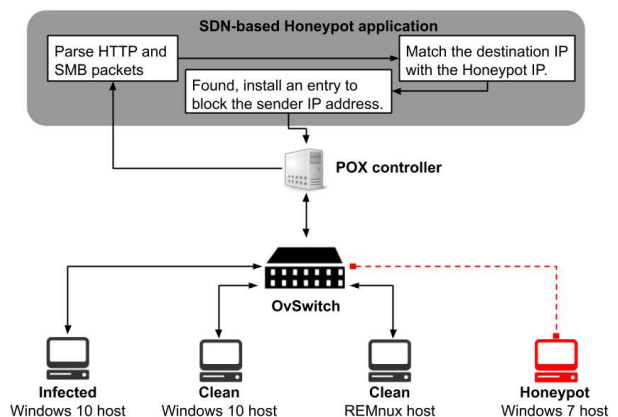 SDN-based Honeypot application
Parse HTTP and
SMB packets
Match the destination IP
with the Honeypot IP.
Found, install an entry to
block the sender IP address.
POX controller
OvSwitch
Infected
Windows 10 host
Clean
Windows 10 host
Clean
REMnux host
Honeypot
Windows 7 host